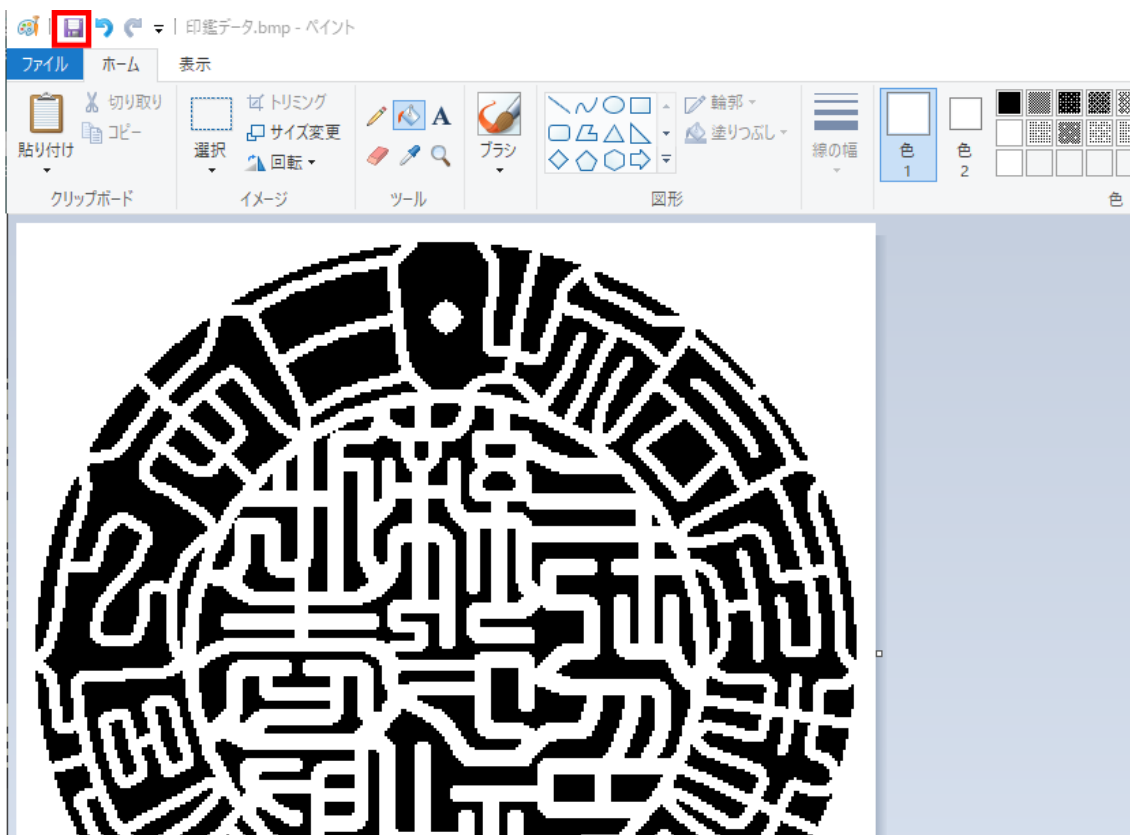 印鑑データ.bmp - ペイント
ファイル ホーム 表示
貼り付け
切り取り
コピー
クリップボード
選択
トリミング
サイズ変更
回転
イメージ
A
ツール
ブラシ
輪郭
塗りつぶし
図形
線の幅
色
1
色
2
色